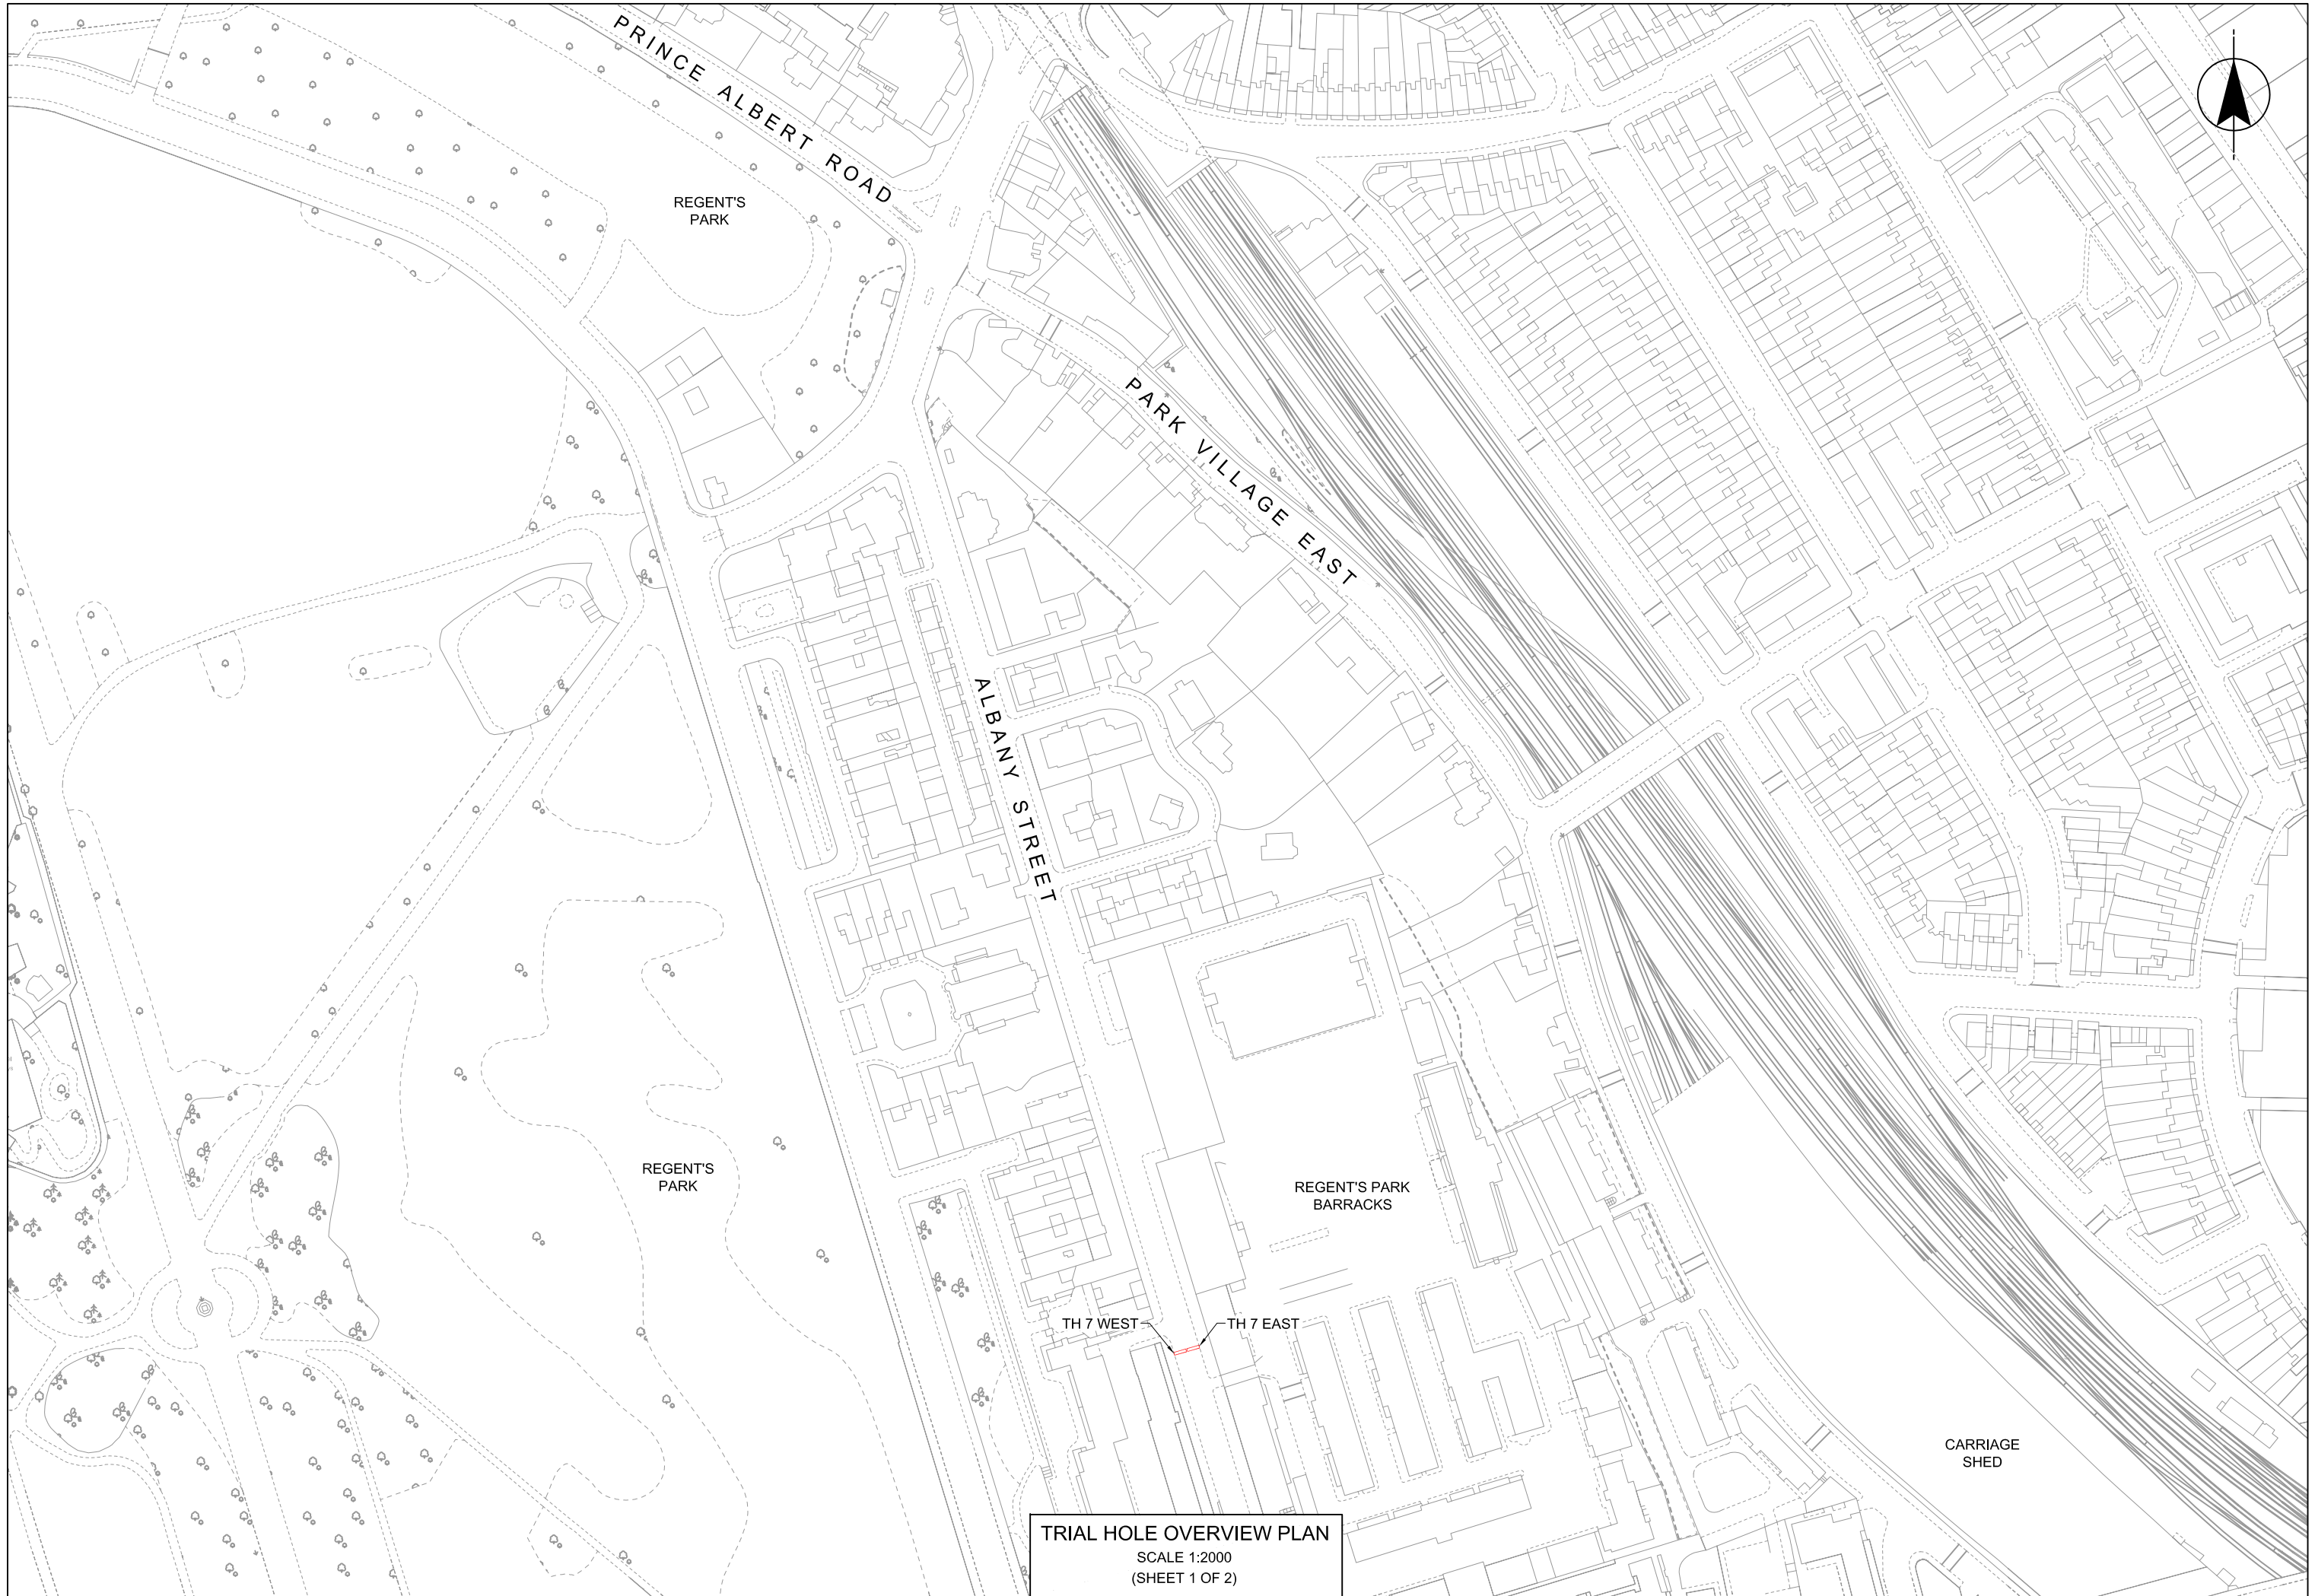 PRINCE ALBERT ROAD
REGENT'S
PARK
PARK VILLAGE EAST
ALBANY STREET
REGENT'S
PARK
REGENT'S PARK
BARRACKS
TH 7 WEST
TH 7 EAST
CARRIAGE
SHED
TRIAL HOLE OVERVIEW PLAN
SCALE 1:2000
(SHEET 1 OF 2)